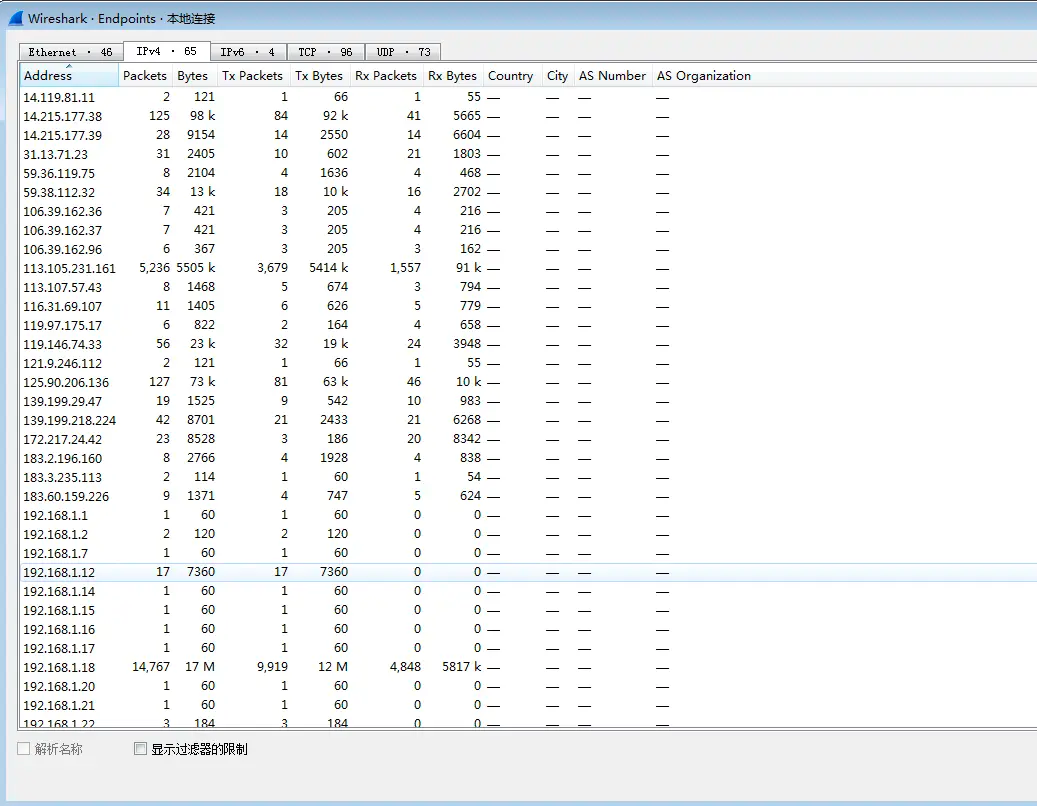 Wireshark · Endpoints · 本地连接
Ethernet · 46 IPv4 · 65 IPv6 · 4 TCP · 96 UDP · 73
Address Packets Bytes Tx Packets Tx Bytes Rx Packets Rx Bytes Country City AS Number AS Organization
14.119.81.11 2 121 1 66 1 55 — — — —
14.215.177.38 125 98 k 84 92 k 41 5665 — — — —
14.215.177.39 28 9154 14 2550 14 6604 — — — —
31.13.71.23 31 2405 10 602 21 1803 — — — —
59.36.119.75 8 2104 4 1636 4 468 — — — —
59.38.112.32 34 13 k 18 10 k 16 2702 — — — —
106.39.162.36 7 421 3 205 4 216 — — — —
106.39.162.37 7 421 3 205 4 216 — — — —
106.39.162.96 6 367 3 205 3 162 — — — —
113.105.231.161 5,236 5505 k 3,679 5414 k 1,557 91 k — — — —
113.107.57.43 8 1468 5 674 3 794 — — — —
116.31.69.107 11 1405 6 626 5 779 — — — —
119.97.175.17 6 822 2 164 4 658 — — — —
119.146.74.33 56 23 k 32 19 k 24 3948 — — — —
121.9.246.112 2 121 1 66 1 55 — — — —
125.90.206.136 127 73 k 81 63 k 46 10 k — — — —
139.199.29.47 19 1525 9 542 10 983 — — — —
139.199.218.224 42 8701 21 2433 21 6268 — — — —
172.217.24.42 23 8528 3 186 20 8342 — — — —
183.2.196.160 8 2766 4 1928 4 838 — — — —
183.3.235.113 2 114 1 60 1 54 — — — —
183.60.159.226 9 1371 4 747 5 624 — — — —
192.168.1.1 1 60 1 60 0 0 — — — —
192.168.1.2 2 120 2 120 0 0 — — — —
192.168.1.7 1 60 1 60 0 0 — — — —
192.168.1.12 17 7360 17 7360 0 0 — — — —
192.168.1.14 1 60 1 60 0 0 — — — —
192.168.1.15 1 60 1 60 0 0 — — — —
192.168.1.16 1 60 1 60 0 0 — — — —
192.168.1.17 1 60 1 60 0 0 — — — —
192.168.1.18 14,767 17 M 9,919 12 M 4,848 5817 k — — — —
192.168.1.20 1 60 1 60 0 0 — — — —
192.168.1.21 1 60 1 60 0 0 — — — —
192.168.1.22 3 184 3 184 0 0 — — — —
解析名称 显示过滤器的限制